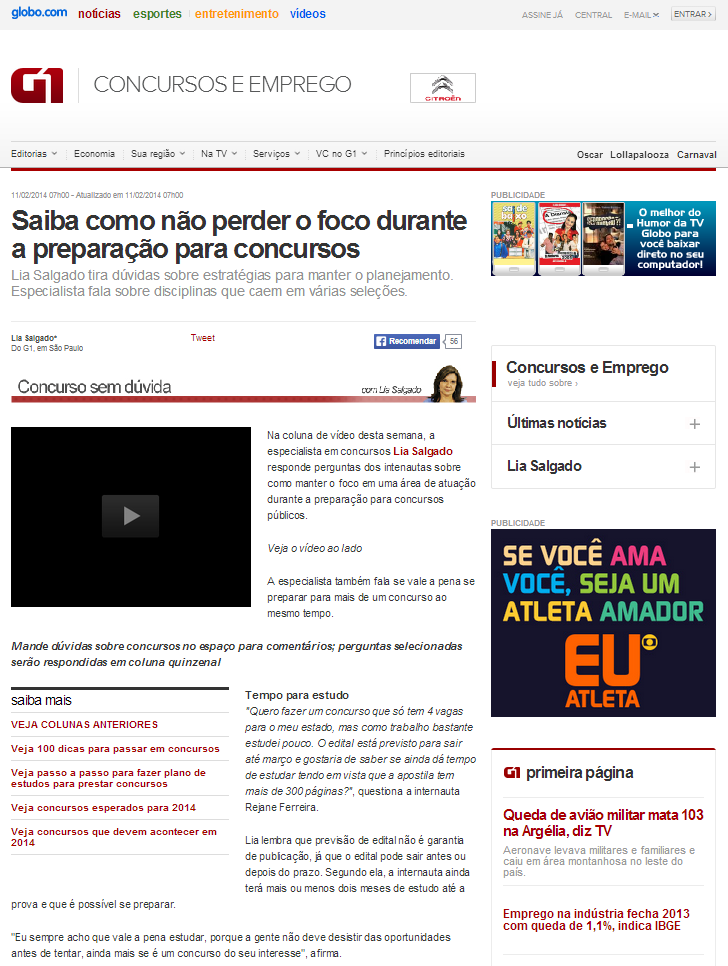 globo.com notícias esportes entretenimento vídeos
ASSINE JÁ CENTRAL E-MAIL ENTRAR ›
G1 CONCURSOS E EMPREGO
CITROËN
Editorias Economia Sua região Na TV Serviços VC no G1 Princípios editoriais
Oscar Lollapalooza Carnaval
11/02/2014 07h00 - Atualizado em 11/02/2014 07h00
Saiba como não perder o foco durante
a preparação para concursos
Lia Salgado tira dúvidas sobre estratégias para manter o planejamento.
Especialista fala sobre disciplinas que caem em várias seleções.
Lia Salgado*
Do G1, em São Paulo
Tweet
Recomendar 56
Concurso sem dúvida
com Lia Salgado
Na coluna de vídeo desta semana, a
especialista em concursos Lia Salgado
responde perguntas dos intenautas sobre
como manter o foco em uma área de atuação
durante a preparação para concursos
públicos.
Veja o vídeo ao lado
A especialista também fala se vale a pena se
preparar para mais de um concurso ao
mesmo tempo.
Mande dúvidas sobre concursos no espaço para comentários; perguntas selecionadas
serão respondidas em coluna quinzenal
saiba mais
VEJA COLUNAS ANTERIORES
Veja 100 dicas para passar em concursos
Veja passo a passo para fazer plano de
estudos para prestar concursos
Veja concursos esperados para 2014
Veja concursos que devem acontecer em
2014
Tempo para estudo
"Quero fazer um concurso que só tem 4 vagas
para o meu estado, mas como trabalho bastante
estudei pouco. O edital está previsto para sair
até março e gostaria de saber se ainda dá tempo
de estudar tendo em vista que a apostila tem
mais de 300 páginas?", questiona a internauta
Rejane Ferreira.
Lia lembra que previsão de edital não é garantia
de publicação, já que o edital pode sair antes ou
depois do prazo. Segundo ela, a internauta ainda
terá mais ou menos dois meses de estudo até a
prova e que é possível se preparar.
"Eu sempre acho que vale a pena estudar, porque a gente não deve desistir das oportunidades
antes de tentar, ainda mais se é um concurso do seu interesse", afirma.
PUBLICIDADE
O melhor do
Humor da TV
Globo para
você baixar
direto no seu
computador!
Concursos e Emprego
veja tudo sobre ›
Últimas notícias +
Lia Salgado +
PUBLICIDADE
SE VOCÊ AMA
VOCÊ, SEJA UM
ATLETA AMADOR
EU
ATLETA
G1 primeira página
Queda de avião militar mata 103
na Argélia, diz TV
Aeronave levava militares e familiares e
caiu em área montanhosa no leste do
país.
Emprego na indústria fecha 2013
com queda de 1,1%, indica IBGE